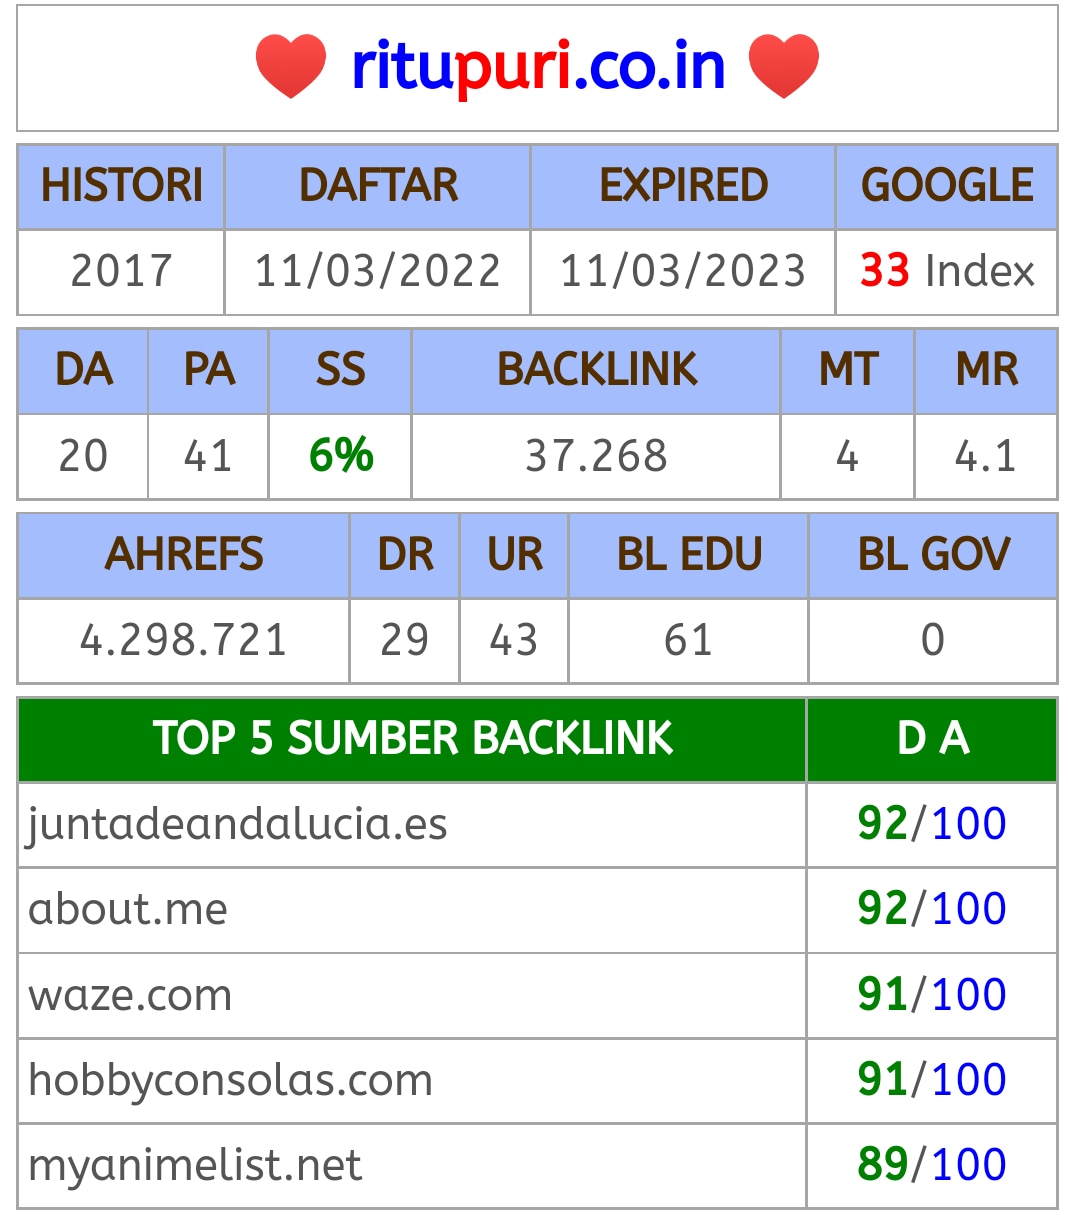 ❤️ ritupuri.co.in ❤️
HISTORI DAFTAR EXPIRED GOOGLE
2017 11/03/2022 11/03/2023 33 Index
DA PA SS BACKLINK MT MR
20 41 6% 37.268 4 4.1
AHREFS DR UR BL EDU BL GOV
4.298.721 29 43 61 0
TOP 5 SUMBER BACKLINK D A
juntadeandalucia.es 92/100
about.me 92/100
waze.com 91/100
hobbyconsolas.com 91/100
myanimelist.net 89/100